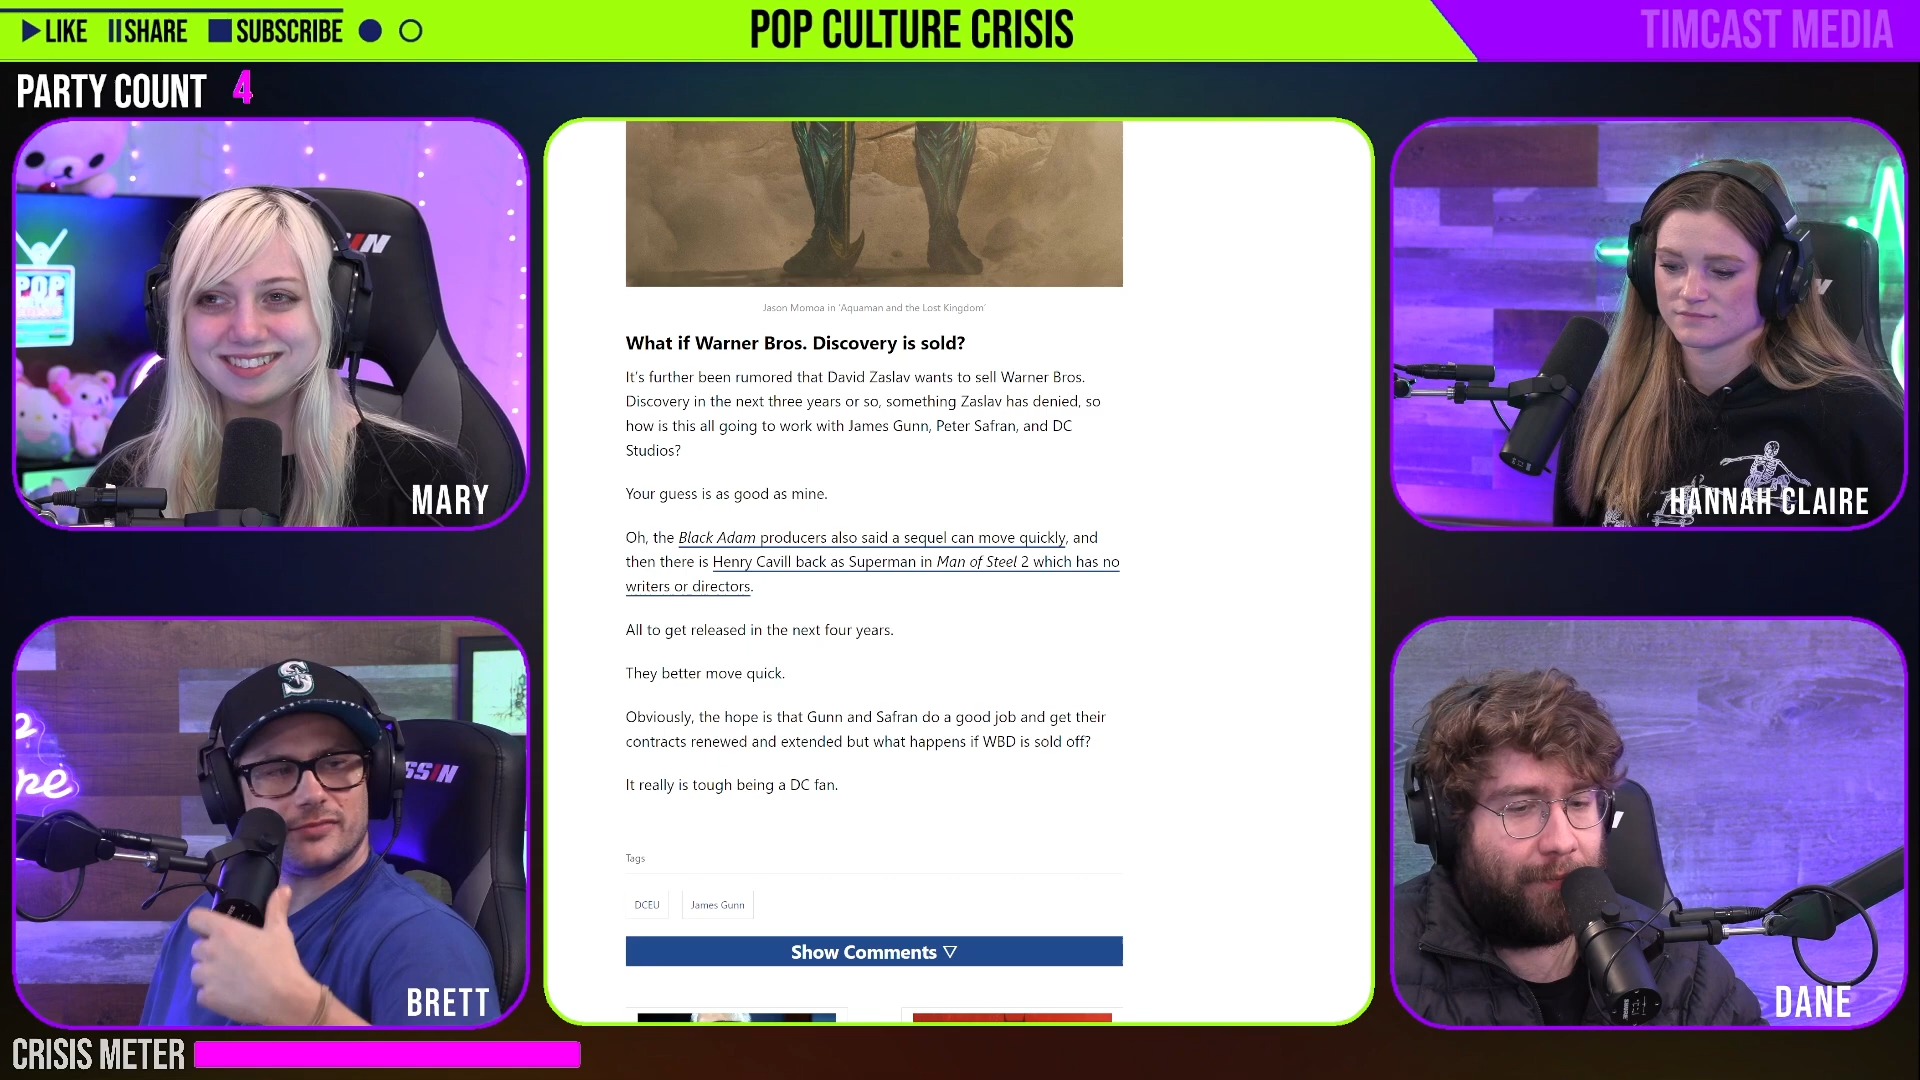 LIKE SHARE SUBSCRIBE
POP CULTURE CRISIS
TIMCAST MEDIA
PARTY COUNT 4
POP
MARY
HANNAH CLAIRE
Jason Momoa in 'Aquaman and the Lost Kingdom'
What if Warner Bros. Discovery is sold?
It's further been rumored that David Zaslav wants to sell Warner Bros.
Discovery in the next three years or so, something Zaslav has denied, so
how is this all going to work with James Gunn, Peter Safran, and DC
Studios?
Your guess is as good as mine.
Oh, the Black Adam producers also said a sequel can move quickly, and
then there is Henry Cavill back as Superman in Man of Steel 2 which has no
writers or directors.
All to get released in the next four years.
They better move quick.
Obviously, the hope is that Gunn and Safran do a good job and get their
contracts renewed and extended but what happens if WBD is sold off?
It really is tough being a DC fan.
Tags
DCEU
James Gunn
Show Comments
S
SSIN
BRETT
DANE
CRISIS METER